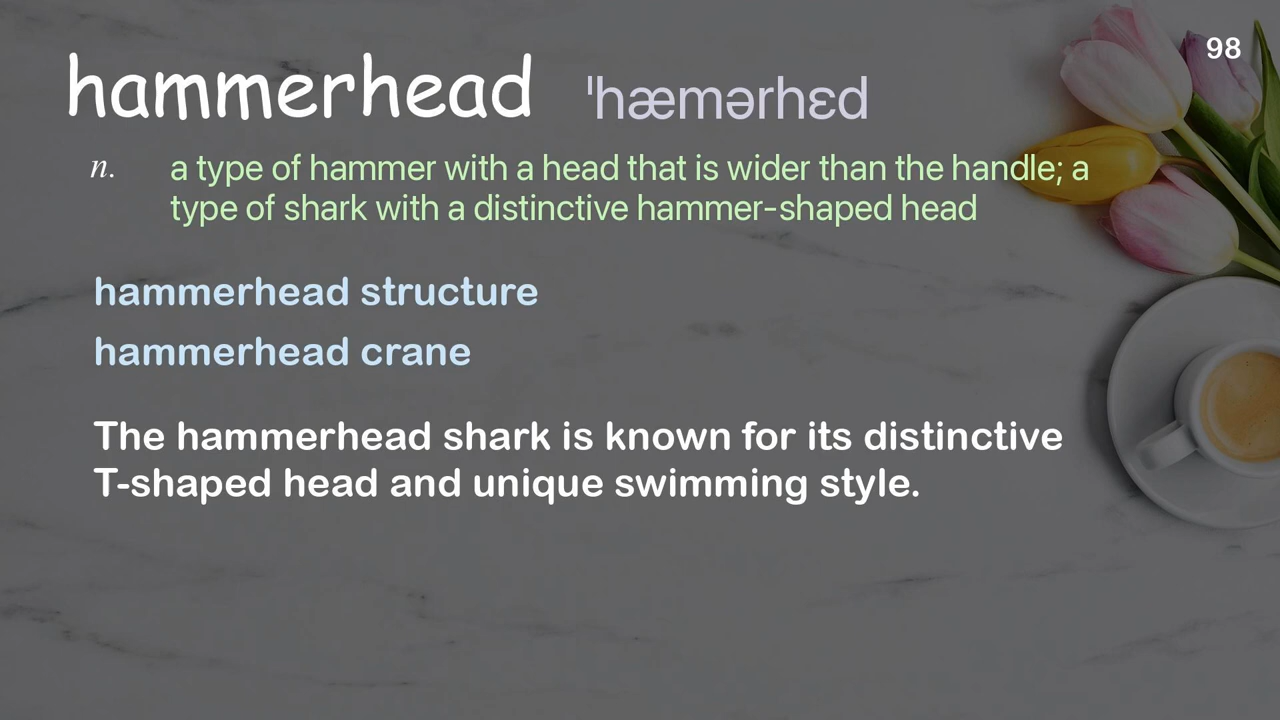 98
hammerhead ˈhæmərhɛd
n. a type of hammer with a head that is wider than the handle; a
type of shark with a distinctive hammer-shaped head
hammerhead structure
hammerhead crane
The hammerhead shark is known for its distinctive
T-shaped head and unique swimming style.